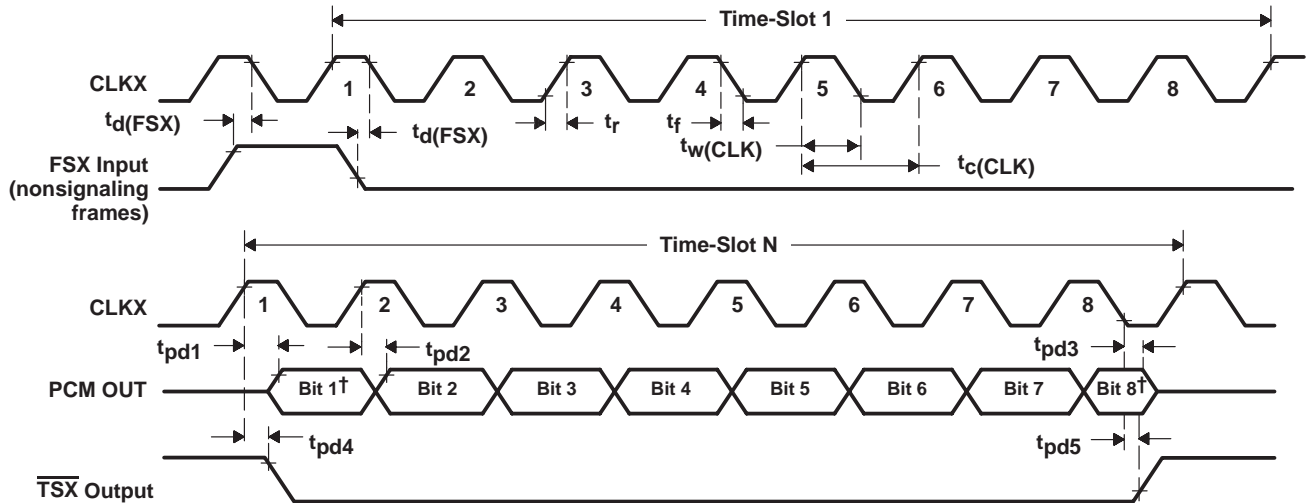 Time-Slot 1
CLKX
1 2 3 4 5 6 7 8
td(FSX)
td(FSX)
tr
tf
tw(CLK)
tc(CLK)
FSX Input
(nonsignaling
frames)
Time-Slot N
CLKX
1 2 3 4 5 6 7 8
tpd1
tpd2
tpd3
PCM OUT
Bit 1† Bit 2 Bit 3 Bit 4 Bit 5 Bit 6 Bit 7 Bit 8†
tpd4
tpd5
TSX Output